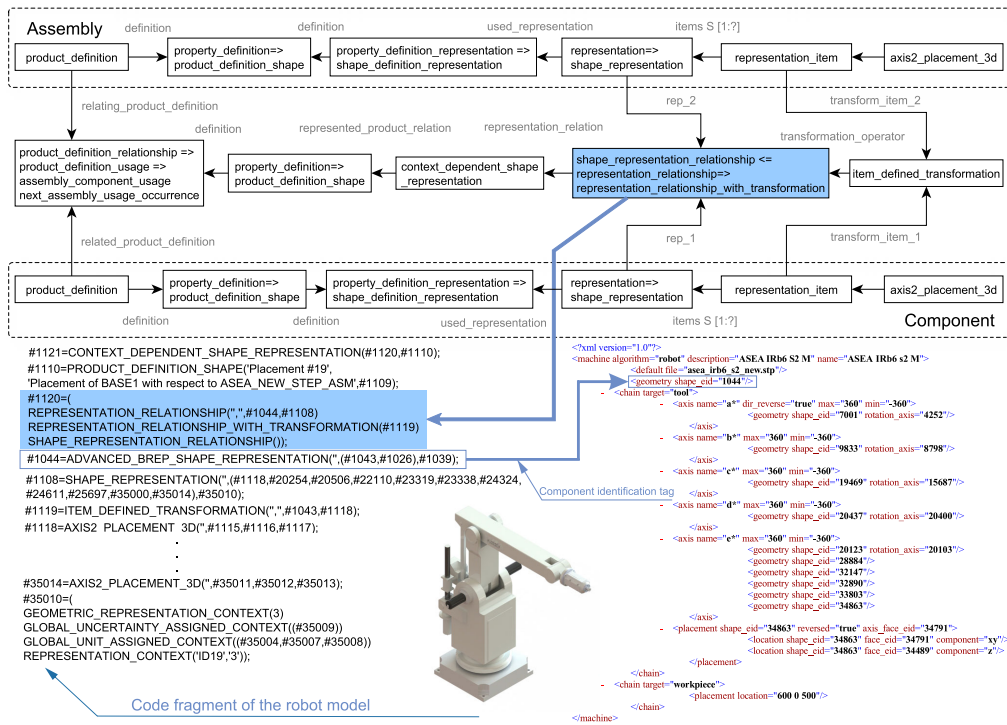 Assembly
definition
definition
used_representation
items S [1:?]
product_definition
property_definition=>
product_definition_shape
property_definition_representation =>
shape_definition_representation
representation=>
shape_representation
representation_item
axis2_placement_3d
relating_product_definition
rep_2
transform_item_2
definition
represented_product_relation
representation_relation
transformation_operator
product_definition_relationship =>
product_definition_usage =>
assembly_component_usage
next_assembly_usage_occurrence
property_definition=>
product_definition_shape
context_dependent_shape
_representation
shape_representation_relationship <=
representation_relationship=>
representation_relationship_with_transformation
item_defined_transformation
related_product_definition
rep_1
transform_item_1
product_definition
property_definition=>
product_definition_shape
property_definition_representation =>
shape_definition_representation
representation=>
shape_representation
representation_item
axis2_placement_3d
definition
definition
used_representation
items S [1:?]
Component
#1121=CONTEXT_DEPENDENT_SHAPE_REPRESENTATION(#1120,#1110);
#1110=PRODUCT_DEFINITION_SHAPE('Placement #19',
'Placement of BASE1 with respect to ASEA_NEW_STEP_ASM',#1109);
#1120=(
REPRESENTATION_RELATIONSHIP('','',#1044,#1108)
REPRESENTATION_RELATIONSHIP_WITH_TRANSFORMATION(#1119)
SHAPE_REPRESENTATION_RELATIONSHIP());
#1044=ADVANCED_BREP_SHAPE_REPRESENTATION('',(#1043,#1026),#1039);
#1108=SHAPE_REPRESENTATION('',(#1118,#20254,#20506,#22110,#23319,#23338,#24324,
#24611,#25697,#35000,#35014),#35010);
#1119=ITEM_DEFINED_TRANSFORMATION('','',#1043,#1118);
#1118=AXIS2_PLACEMENT_3D('',#1115,#1116,#1117);
.
.
.
#35014=AXIS2_PLACEMENT_3D('',#35011,#35012,#35013);
#35010=(
GEOMETRIC_REPRESENTATION_CONTEXT(3)
GLOBAL_UNCERTAINTY_ASSIGNED_CONTEXT((#35009))
GLOBAL_UNIT_ASSIGNED_CONTEXT((#35004,#35007,#35008))
REPRESENTATION_CONTEXT('ID19','3'));
Code fragment of the robot model
Component identification tag
<?xml version="1.0"?>
<machine algorithm="robot" description="ASEA IRb6 S2 M" name="ASEA IRb6 s2 M">
<default file="asea_irb6_s2_new.stp"/>
<geometry shape_eid="1044"/>
- <chain target="tool">
- <axis name="a*" dir_reverse="true" max="360" min="-360">
<geometry shape_eid="7001" rotation_axis="4252"/>
</axis>
- <axis name="b*" max="360" min="-360">
<geometry shape_eid="9833" rotation_axis="8798"/>
</axis>
- <axis name="c*" max="360" min="-360">
<geometry shape_eid="19469" rotation_axis="15687"/>
</axis>
- <axis name="d*" max="360" min="-360">
<geometry shape_eid="20437" rotation_axis="20400"/>
</axis>
- <axis name="e*" max="360" min="-360">
<geometry shape_eid="20123" rotation_axis="20103"/>
<geometry shape_eid="28884"/>
<geometry shape_eid="32147"/>
<geometry shape_eid="32890"/>
<geometry shape_eid="33803"/>
<geometry shape_eid="34863"/>
</axis>
- <placement shape_eid="34863" reversed="true" axis_face_eid="34791">
<location shape_eid="34863" face_eid="34791" component="xy"/>
<location shape_eid="34863" face_eid="34489" component="z"/>
</placement>
</chain>
- <chain target="workpiece">
<placement location="600 0 500"/>
</chain>
</machine>